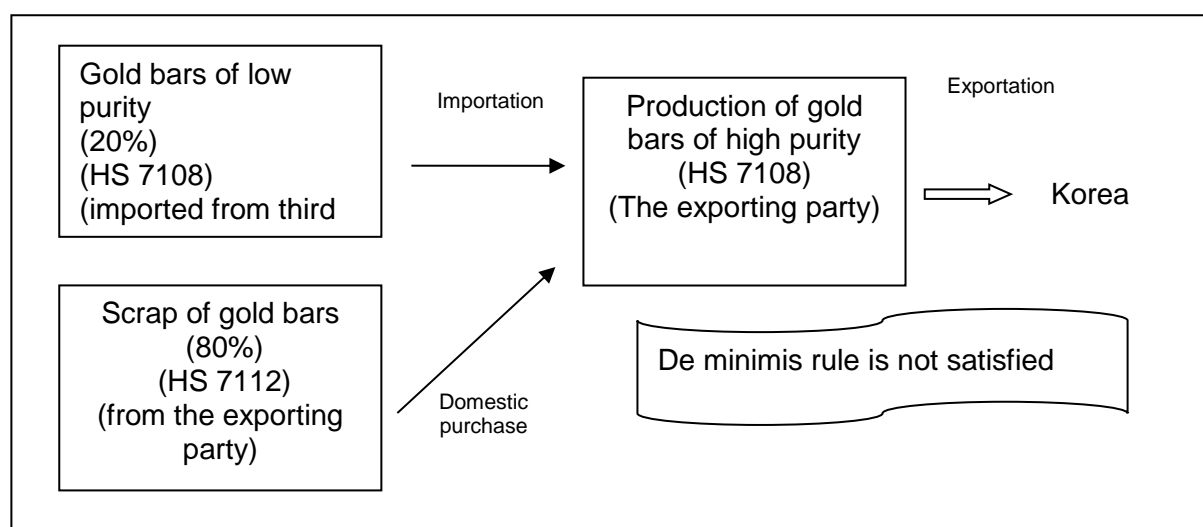 Gold bars of low
purity
(20%)
(HS 7108)
(imported from third
Importation
Production of gold
bars of high purity
(HS 7108)
(The exporting party)
Exportation
Korea
Scrap of gold bars
(80%)
(HS 7112)
(from the exporting
party)
Domestic
purchase
De minimis rule is not satisfied